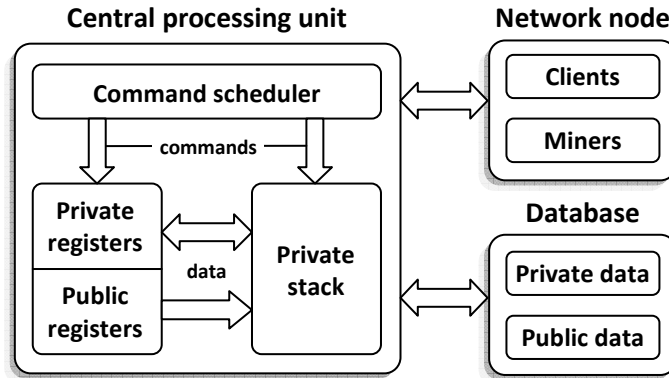 Central processing unit
Command scheduler
commands
Private
registers
data
Public
registers
Private
stack
Network node
Clients
Miners
Database
Private data
Public data